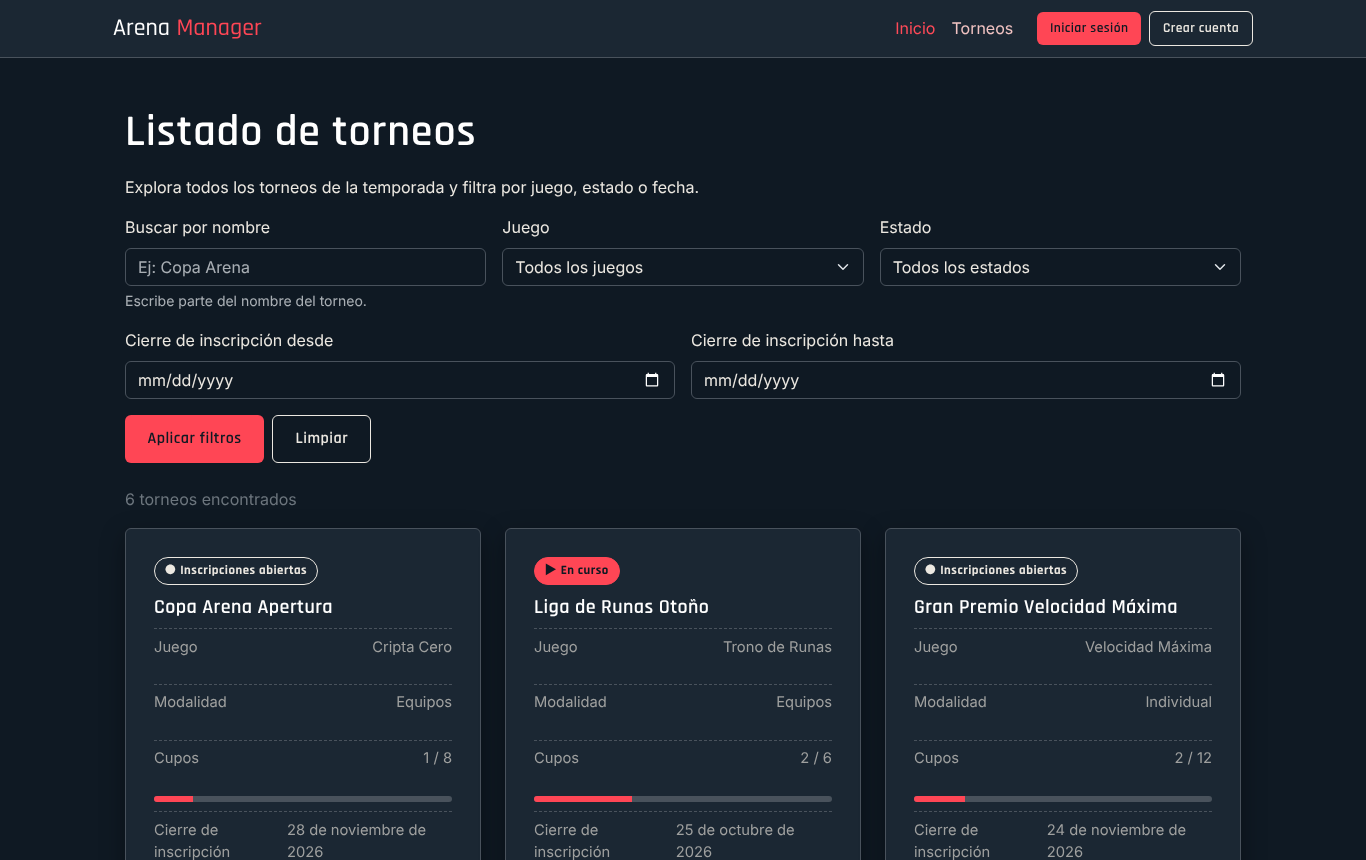 Arena Manager
Inicio
Torneos
Iniciar sesión
Crear cuenta
Listado de torneos
Explora todos los torneos de la temporada y filtra por juego, estado o fecha.
Buscar por nombre
Juego
Estado
Ej: Copa Arena
Todos los juegos
Todos los estados
Escribe parte del nombre del torneo.
Cierre de inscripción desde
Cierre de inscripción hasta
mm/dd/yyyy
mm/dd/yyyy
Aplicar filtros
Limpiar
6 torneos encontrados
Inscripciones abiertas
Copa Arena Apertura
Juego
Cripta Cero
Modalidad
Equipos
Cupos
1 / 8
Cierre de
inscripción
28 de noviembre de
2026
En curso
Liga de Runas Otoño
Juego
Trono de Runas
Modalidad
Equipos
Cupos
2 / 6
Cierre de
inscripción
25 de octubre de
2026
Inscripciones abiertas
Gran Premio Velocidad Máxima
Juego
Velocidad Máxima
Modalidad
Individual
Cupos
2 / 12
Cierre de
inscripción
24 de noviembre de
2026